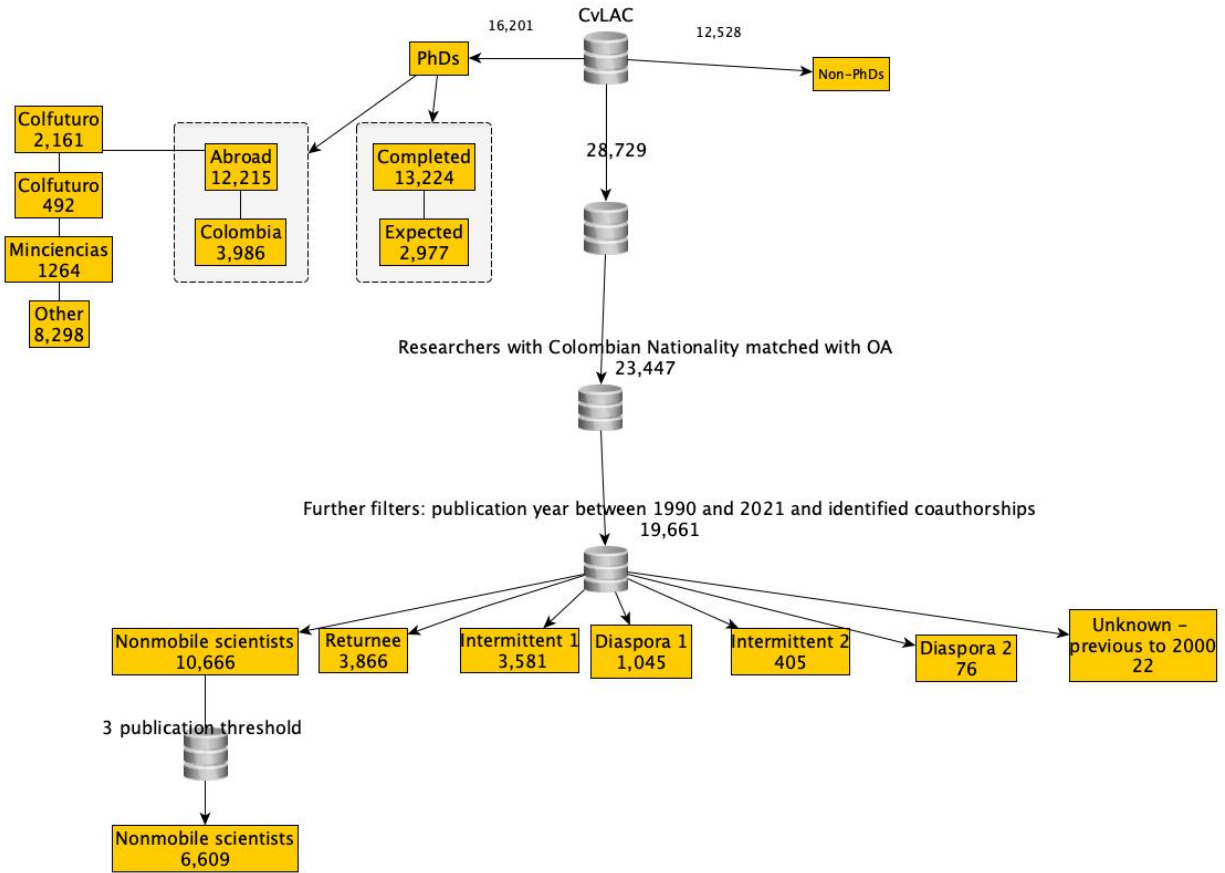 CvLAC
16,201
12,528
PhDs
Non-PhDs
Colfuturo
2,161
Colfuturo
492
Minciencias
1264
Other
8,298
Abroad
12,215
Colombia
3,986
Completed
13,224
Expected
2,977
28,729
Researchers with Colombian Nationality matched with OA
23,447
Further filters: publication year between 1990 and 2021 and identified coauthorships
19,661
Nonmobile scientists
10,666
Returnee
3,866
Intermittent 1
3,581
Diaspora 1
1,045
Intermittent 2
405
Diaspora 2
76
Unknown –
previous to 2000
22
3 publication threshold
Nonmobile scientists
6,609